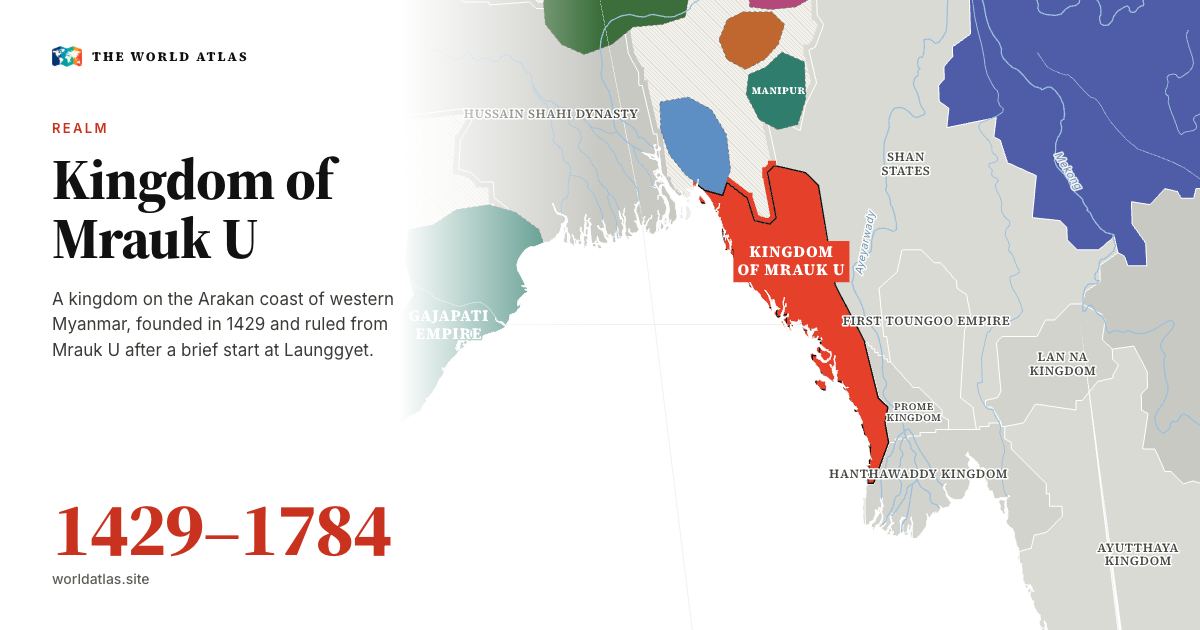 THE WORLD ATLAS
REALM
Kingdom of
Mrauk U
A kingdom on the Arakan coast of western
Myanmar, founded in 1429 and ruled from
Mrauk U after a brief start at Launggyet.
1429–1784
worldatlas.site
MANIPUR
HUSSAIN SHAHI DYNASTY
SHAN
STATES
Mekong
Ayeyarwady
KINGDOM
OF MRAUK U
GAJAPATI
EMPIRE
FIRST TOUNGOO EMPIRE
LAN NA
KINGDOM
PROME
KINGDOM
HANTHAWADDY KINGDOM
AYUTTHAYA
KINGDOM